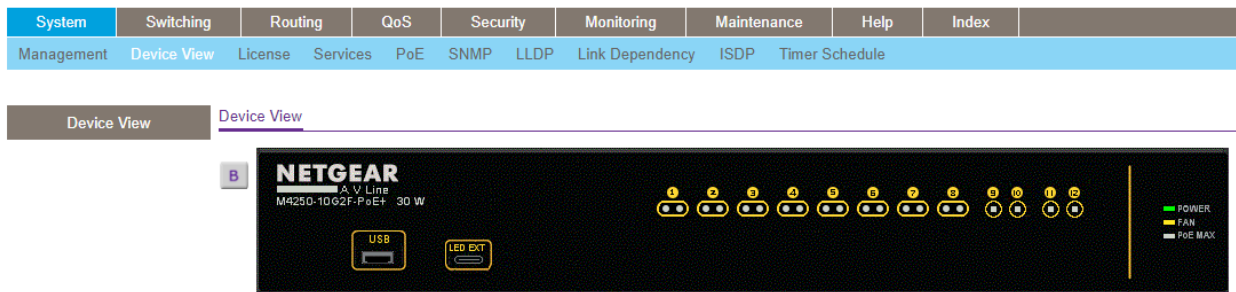 System Switching Routing QoS Security Monitoring Maintenance Help Index
Management Device View License Services PoE SNMP LLDP Link Dependency ISDP Timer Schedule
Device View
Device View
B
NETGEAR
A V Line
M4250-10G2F-PoE+ 30 W
1 2 3 4 5 6 7 8 9 10 11 12
USB
LED EXT
POWER
FAN
PoE MAX